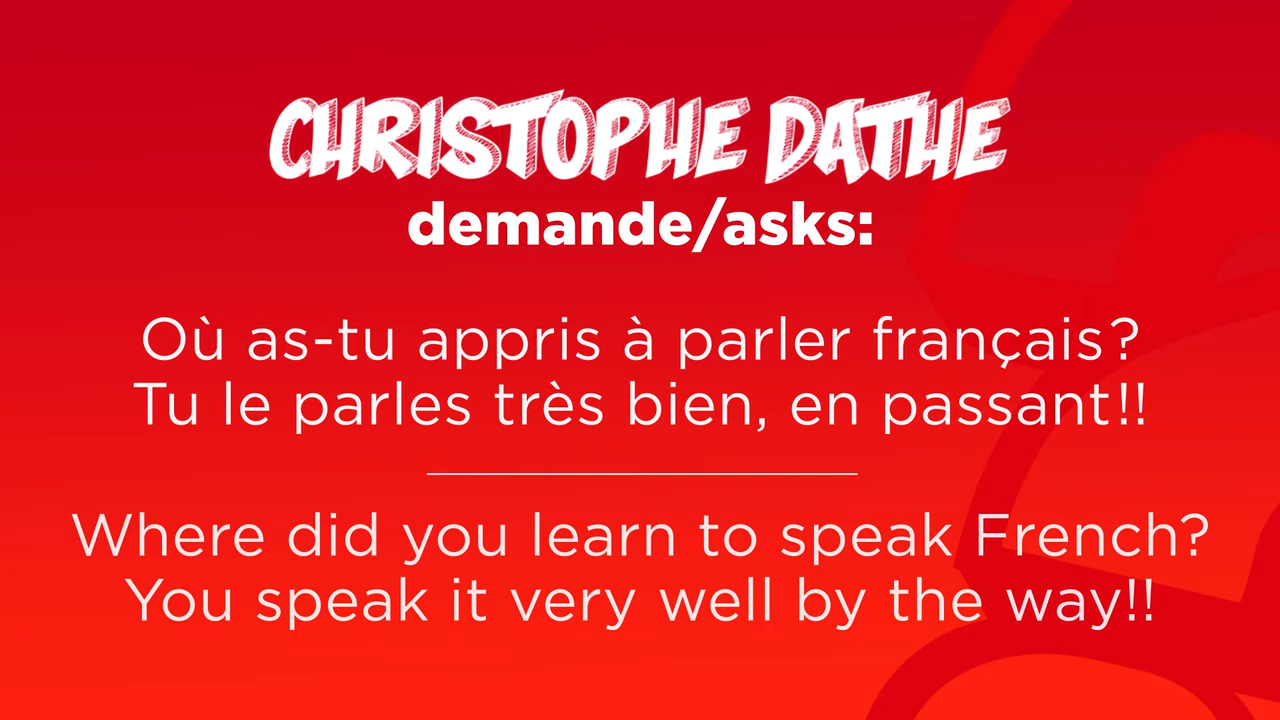 CHRISTOPHE DATHE
demande/asks:
Où as-tu appris à parler français?
Tu le parles très bien, en passant!!
Where did you learn to speak French?
You speak it very well by the way!!